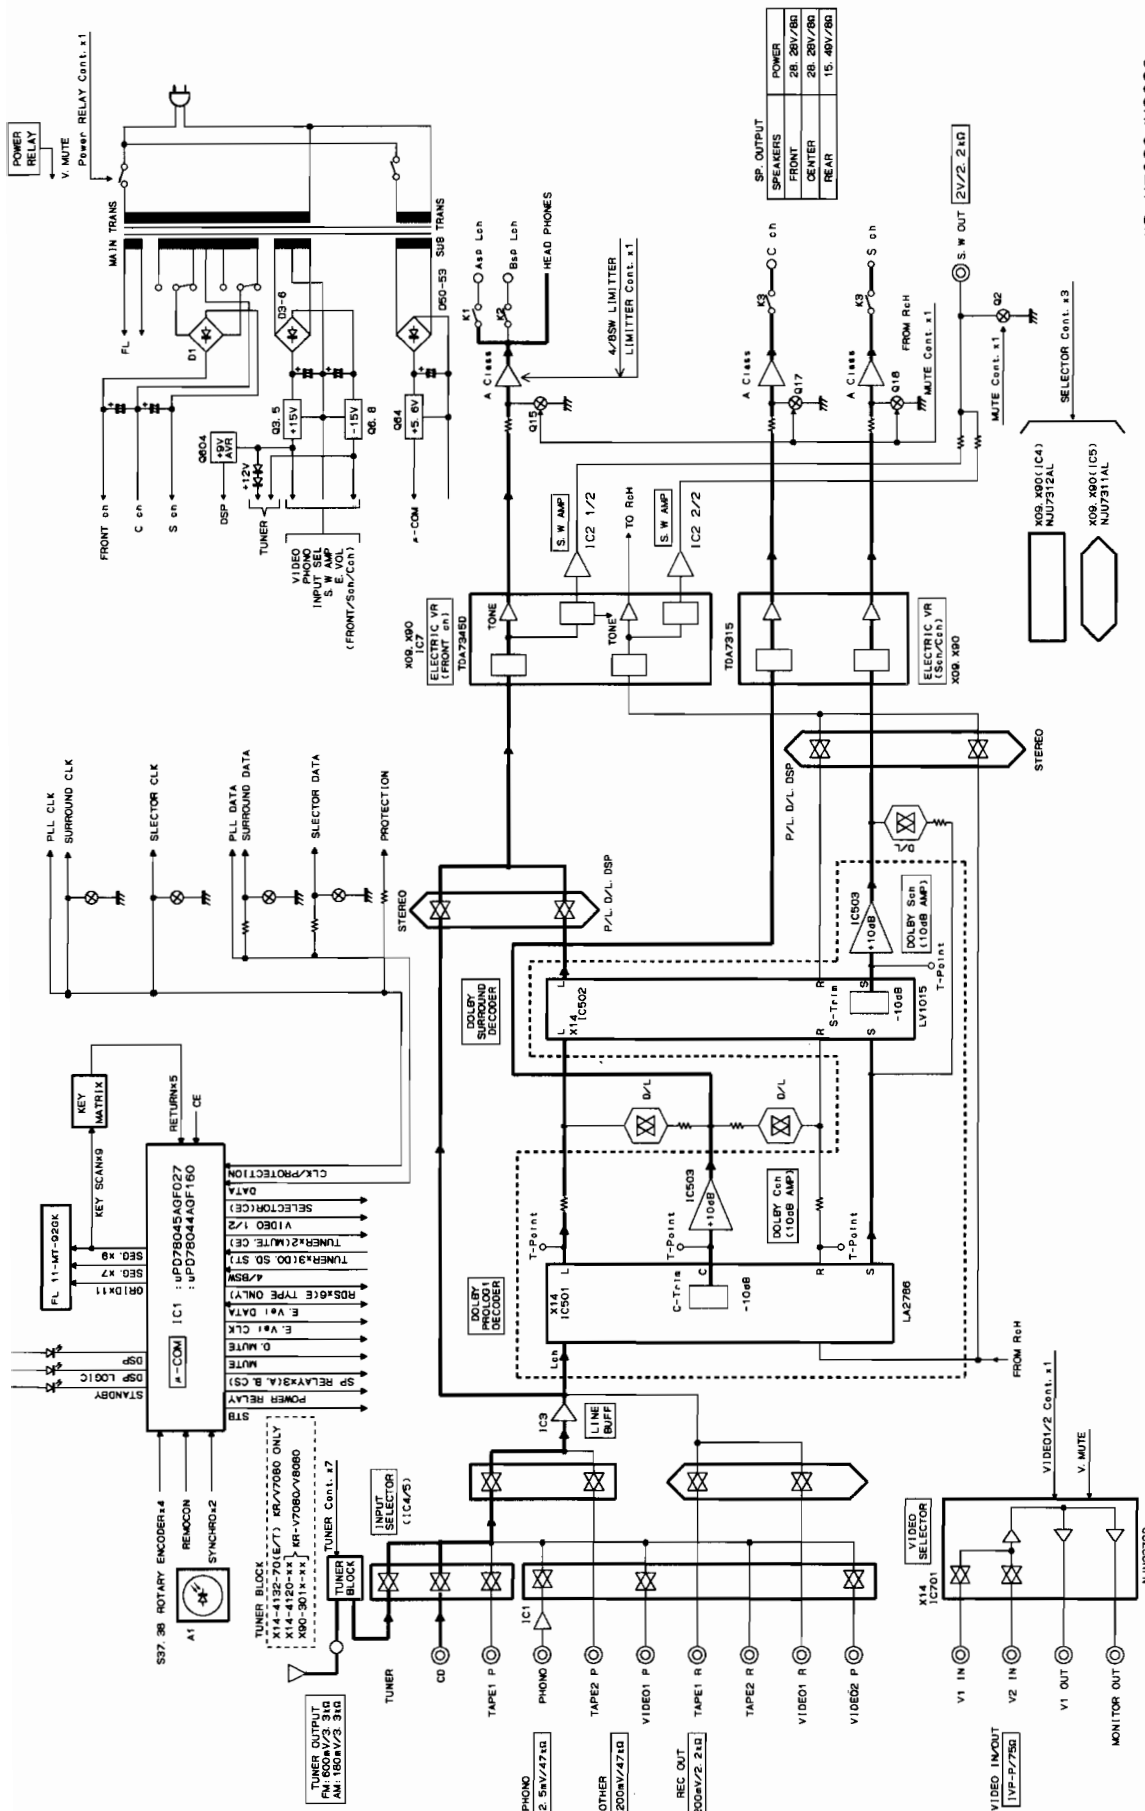 POWER
RELAY
V. MUTE
Power RELAY Cont. x1
MAIN TRANS
SUB TRANS
FL
D1
D3-6
D50-53
FRONT ch
C ch
S ch
Q604
+9V
AVR
DSP
+12V
TUNER
Q3. 5
+15V
-15V
Q6. 8
Q64
+5. 6V
μ-COM
VIDEO
PHONO
INPUT SEL
S. W AMP
E. VOL
(FRONT/Sch/Cch)
K1
Asp Lch
K2
Bsp Lch
HEAD PHONES
A Class
4/8SW LIMITTER
LIMITTER Cont. x1
Q15
SP. OUTPUT
SPEAKERS
POWER
FRONT
28. 28V/8Ω
CENTER
28. 28V/8Ω
REAR
15. 49V/8Ω
K3
C ch
A Class
Q17
K3
S ch
A Class
Q16
FROM RcH
MUTE Cont. x1
S. W OUT
2V/2. 2kΩ
Q2
MUTE Cont. x1
SELECTOR Cont. x3
X09. X90(IC4)
NJU7312AL
X09. X90(IC5)
NJU7311AL
X09. X90
IC7
ELECTRIC VR
(FRONT ch)
TDA7345D
TONE
TONE
S. W AMP
IC2 1/2
TO RcH
S. W AMP
IC2 2/2
TDA7315
ELECTRIC VR
(Sch/Cch)
X09. X90
PLL CLK
SURROUND CLK
SLECTOR CLK
PLL DATA
SURROUND DATA
SLECTOR DATA
PROTECTION
STEREO
P/L. D/L. DSP
P/L. D/L. DSP
STEREO
D/L
DOLBY
SURROUND
DECODER
L
L
X14
IC502
R
R
S-Trim
-10dB
S
S
LV1015
IC503
+10dB
DOLBY Sch
(10dB AMP)
T-Point
D/L
D/L
IC503
+10dB
DOLBY Cch
(10dB AMP)
T-Point
T-Point
T-Point
DOLBY
PROLOGI
DECODER
X14
IC501
L
C-Trim
C
-10dB
R
S
LA2786
Lch
FROM RcH
KEY
MATRIX
RETURNx5
CE
KEY SCANx9
FL 11-MT-92GK
SEG. x9
SEG. x7
GRIDx11
μ-COM
IC1
:uPD78045AGF027
:uPD78044AGF160
DSP
DSP LOGIC
STANDBY
CLK/PROTECTION
DATA
SELECTOR(CE)
VIDEO 1/2
TUNERx2(MUTE. CE)
TUNERx3(DO. SD. ST)
4/8SW
RDSx6(E TYPE ONLY)
E. Vol DATA
E. Vol CLK
D. MUTE
MUTE
SP RELAYx3(A. B. CS)
POWER RELAY
STB
S37. 38 ROTARY ENCODERx4
REMOCON
SYNCHROx2
A1
TUNER BLOCK
X14-4132-70(E/T) KR/V7080 ONLY
X14-4120-xx
X90-301x-xx
KR-V7080/V8080
TUNER Cont. x7
TUNER
BLOCK
INPUT
SELECTOR
(IC4/5)
IC3
LINE
BUFF
IC1
TUNER OUTPUT
FM: 600mV/3. 3kΩ
AM: 180mV/3. 3kΩ
TUNER
CD
TAPE1 P
PHONO
TAPE2 P
VIDEO1 P
TAPE1 R
TAPE2 R
VIDEO1 R
VIDEO2 P
PHONO
2. 5mV/47kΩ
OTHER
200mV/47kΩ
REC OUT
200mV/2. 2kΩ
VIDEO1/2 Cont. x1
V. MUTE
VIDEO
SELECTOR
X14
IC701
V1 IN
V2 IN
V1 OUT
MONITOR OUT
VIDEO IN/OUT
1VP-P/75Ω